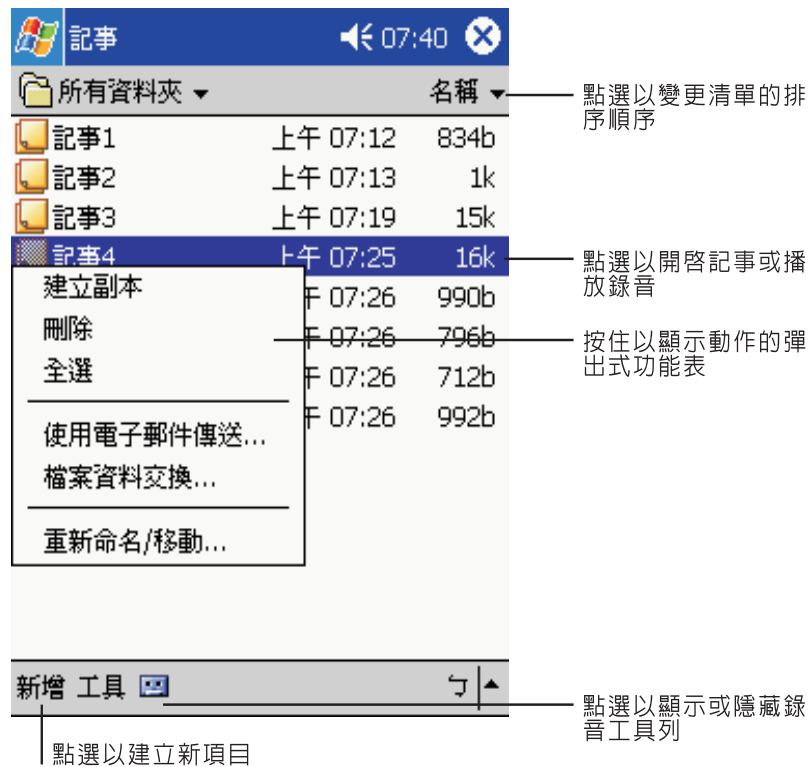 記事 07:40
所有資料夾 名稱
點選以變更清單的排
序順序
記事1 上午 07:12 834b
記事2 上午 07:13 1k
記事3 上午 07:19 15k
記事4 上午 07:25 16k
點選以開啓記事或播
放錄音
建立副本
午 07:26 990b
刪除
午 07:26 796b
按住以顯示動作的彈
出式功能表
全選
午 07:26 712b
使用電子郵件傳送...
午 07:26 992b
檔案資料交換...
重新命名/移動...
新增 工具 ㄅ
點選以顯示或隱藏錄
音工具列
點選以建立新項目